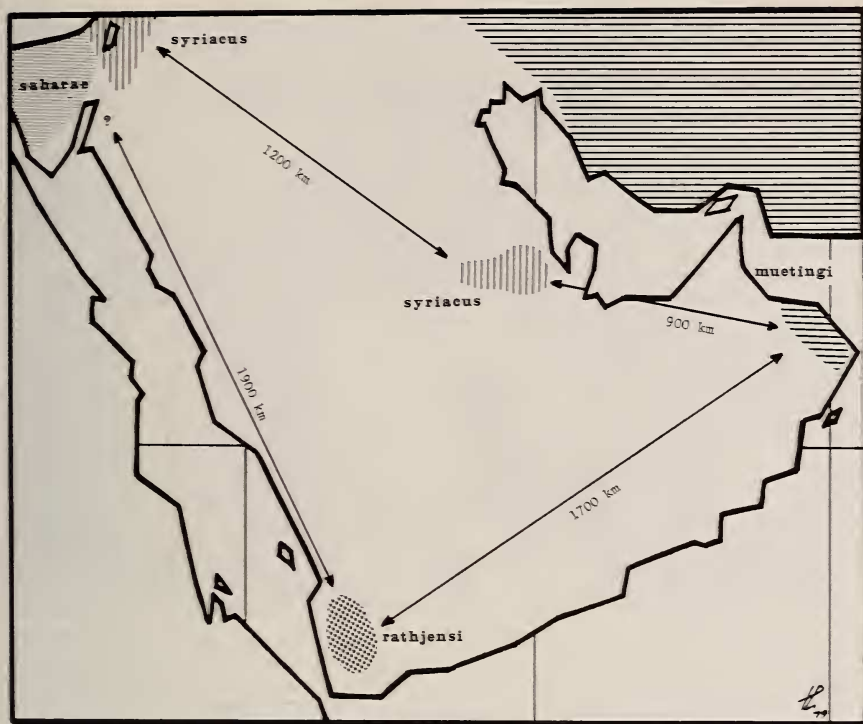 syriacus
saharae
?
1200 km
muetingi
syriacus
900 km
1900 km
1700 km
rathjensi